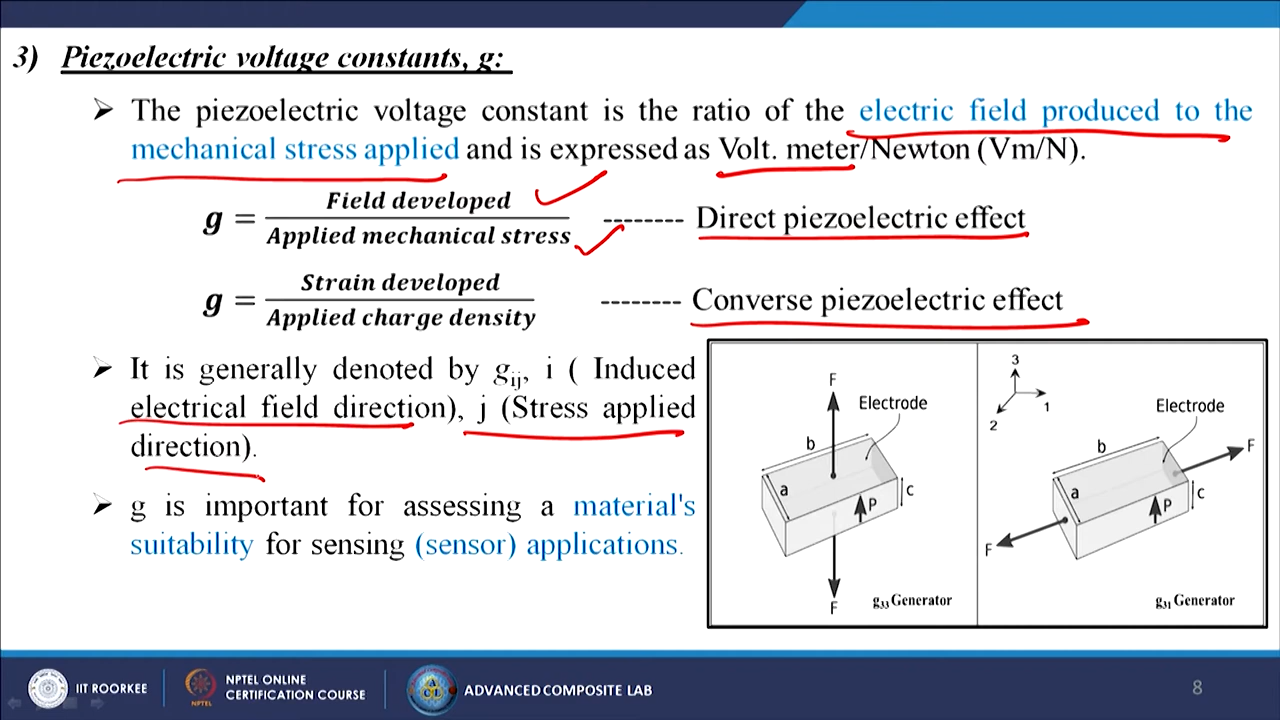 3) Piezoelectric voltage constants, g:
➢ The piezoelectric voltage constant is the ratio of the electric field produced to the
mechanical stress applied and is expressed as Volt. meter/Newton (Vm/N).
g = Field developed / Applied mechanical stress -------- Direct piezoelectric effect
g = Strain developed / Applied charge density -------- Converse piezoelectric effect
➢ It is generally denoted by gij, i ( Induced
electrical field direction), j (Stress applied
direction).
➢ g is important for assessing a material's
suitability for sensing (sensor) applications.
F
Electrode
b
a
c
P
F
g33 Generator
3
1
2
Electrode
b
F
a
c
P
F
g31 Generator
IIT ROORKEE
NPTEL
NPTEL ONLINE
CERTIFICATION COURSE
ACL
ADVANCED COMPOSITE LAB
8